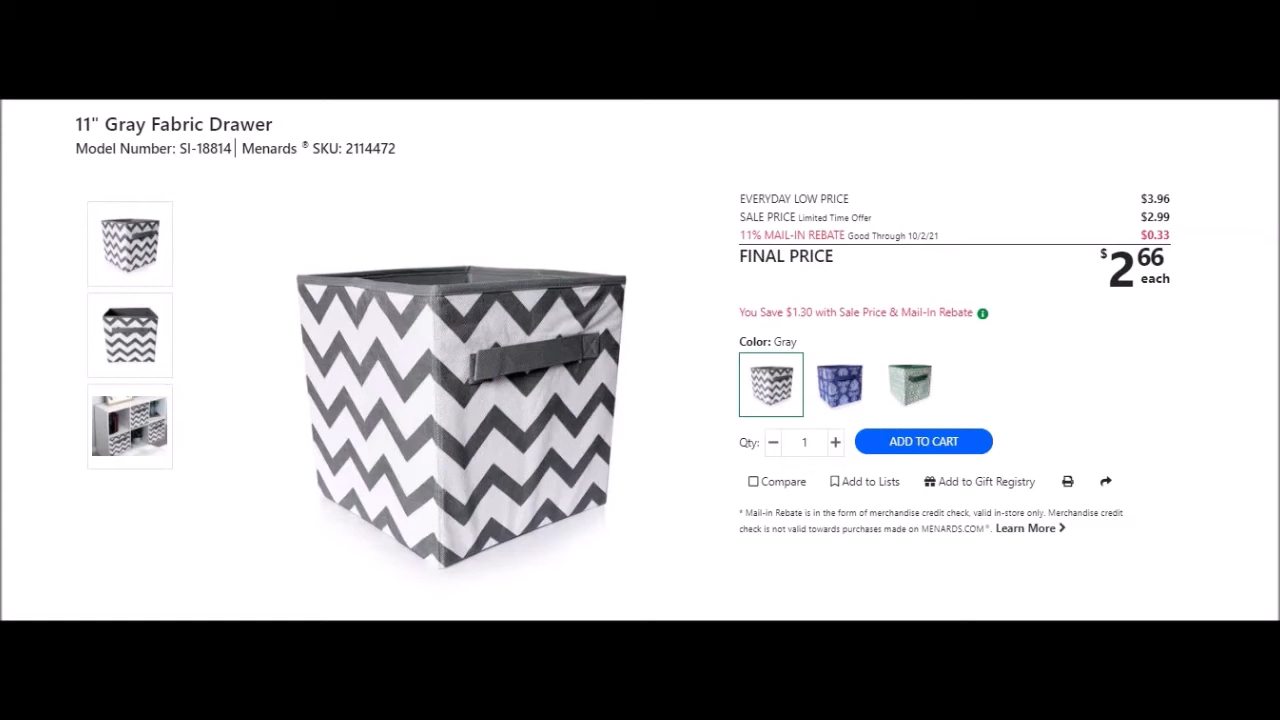 11" Gray Fabric Drawer
Model Number: SI-18814 | Menards ® SKU: 2114472
EVERYDAY LOW PRICE $3.96
SALE PRICE Limited Time Offer $2.99
11% MAIL-IN REBATE Good Through 10/2/21 $0.33
FINAL PRICE $2 66 each
You Save $1.30 with Sale Price & Mail-In Rebate
Color: Gray
Qty: 1 ADD TO CART
Compare Add to Lists Add to Gift Registry
* Mail-in Rebate is in the form of merchandise credit check, valid in-store only. Merchandise credit
check is not valid towards purchases made on MENARDS.COM®. Learn More